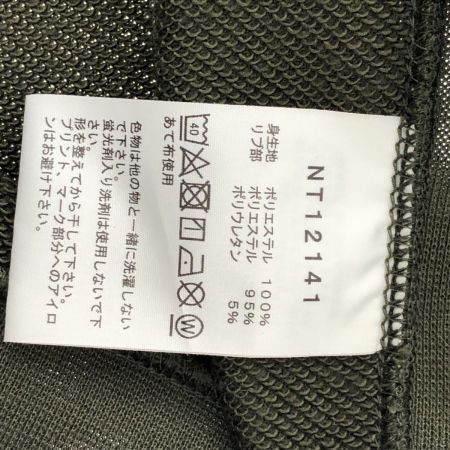 NT12141
身生地 ポリエステル 100%
リブ部 ポリエステル 95%
ポリウレタン 5%
40 W
あて布使用
色物は他の物と一緒に洗濯しない
で下さい。
蛍光剤入り洗剤は使用しないで下
さい。
形を整えてから干して下さい。
プリント、マーク部分へのアイロ
ンはお避け下さい。